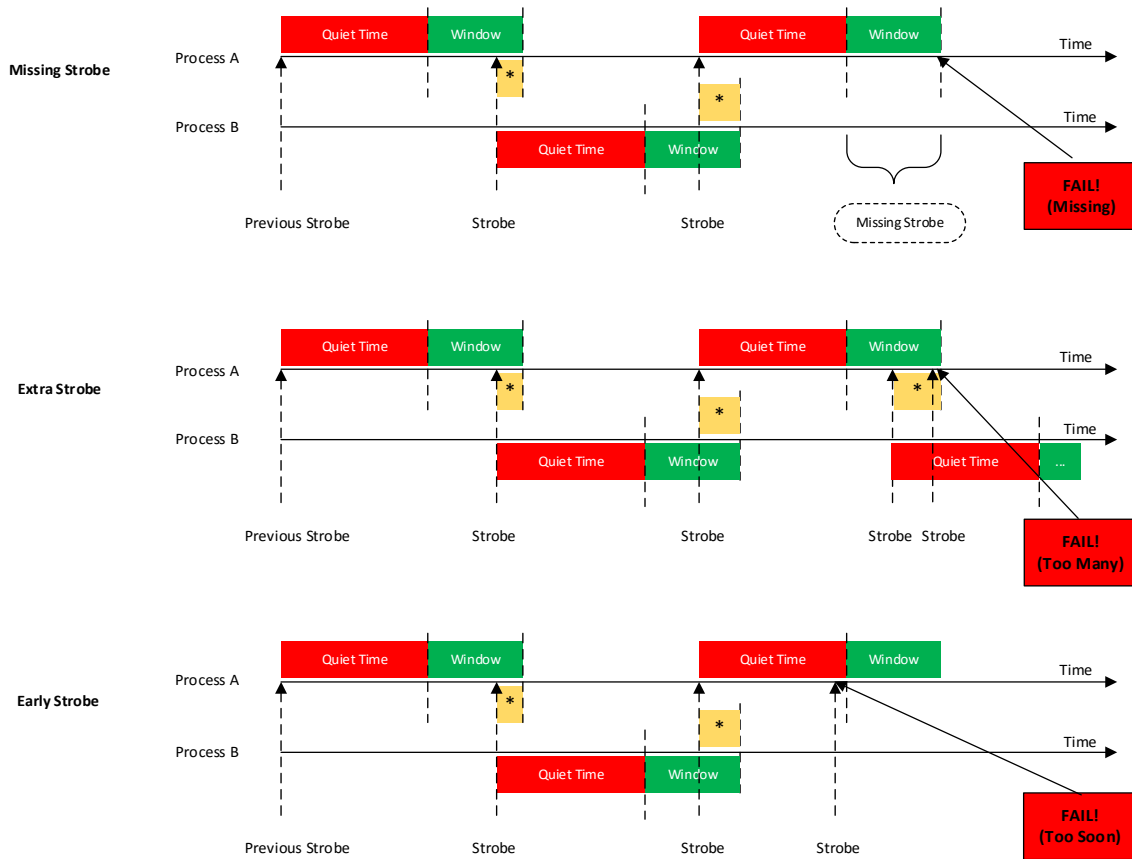 Quiet Time Window Quiet Time Window
Process A Time
Missing Strobe
* *
Process B Time
Quiet Time Window
FAIL!
(Missing)
Previous Strobe Strobe Strobe Missing Strobe
Quiet Time Window Quiet Time Window
Process A Time
Extra Strobe
* * *
Process B Time
Quiet Time Window Quiet Time ...
Previous Strobe Strobe Strobe Strobe Strobe
FAIL!
(Too Many)
Quiet Time Window Quiet Time Window
Process A Time
Early Strobe
* *
Process B Time
Quiet Time Window
FAIL!
(Too Soon)
Previous Strobe Strobe Strobe Strobe